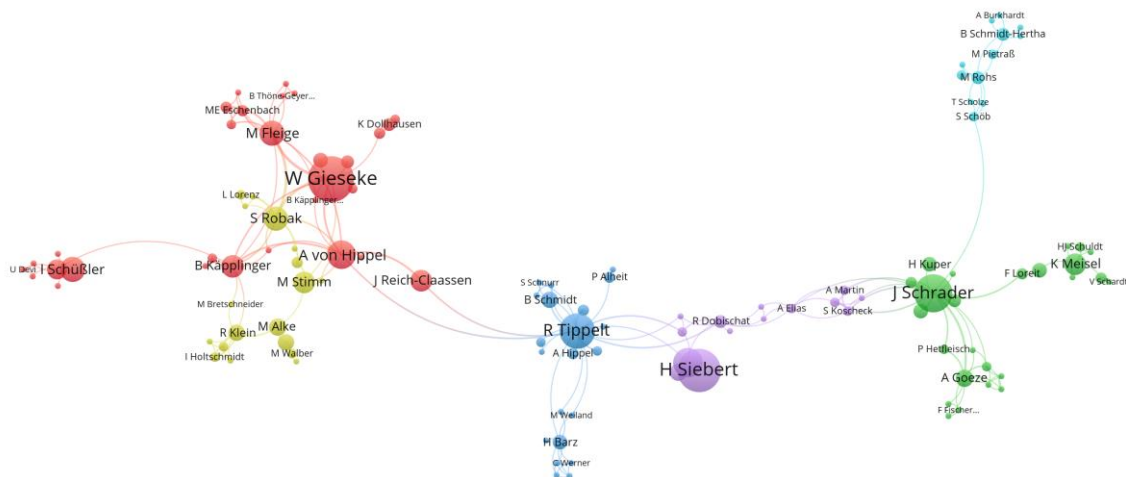 A Burkhardt
B Schmidt-Hertha
M Pietraß
M Rohs
T Scholze
S Schöb
B Thöne-Geyer...
ME Eschenbach
M Fleige
K Dollhausen
W Gieseke
L Lorenz
B Käpplinger...
S Robak
A von Hippel
B Käpplinger
I Schüßler
M Stimm
J Reich-Claassen
M Bretschneider
R Klein
M Alke
I Holtschmidt
M Walber
P Alheit
S Schnurr
B Schmidt
R Tippelt
A Hippel
R Dobischat
H Siebert
A Elias
A Martin
S Koscheck
M Weiland
H Barz
C Werner
H Kuper
J Schrader
F Loreit
HJ Schuldt
K Meisel
V Schardt
P Hetfleisch
A Goeze
F Fischer...